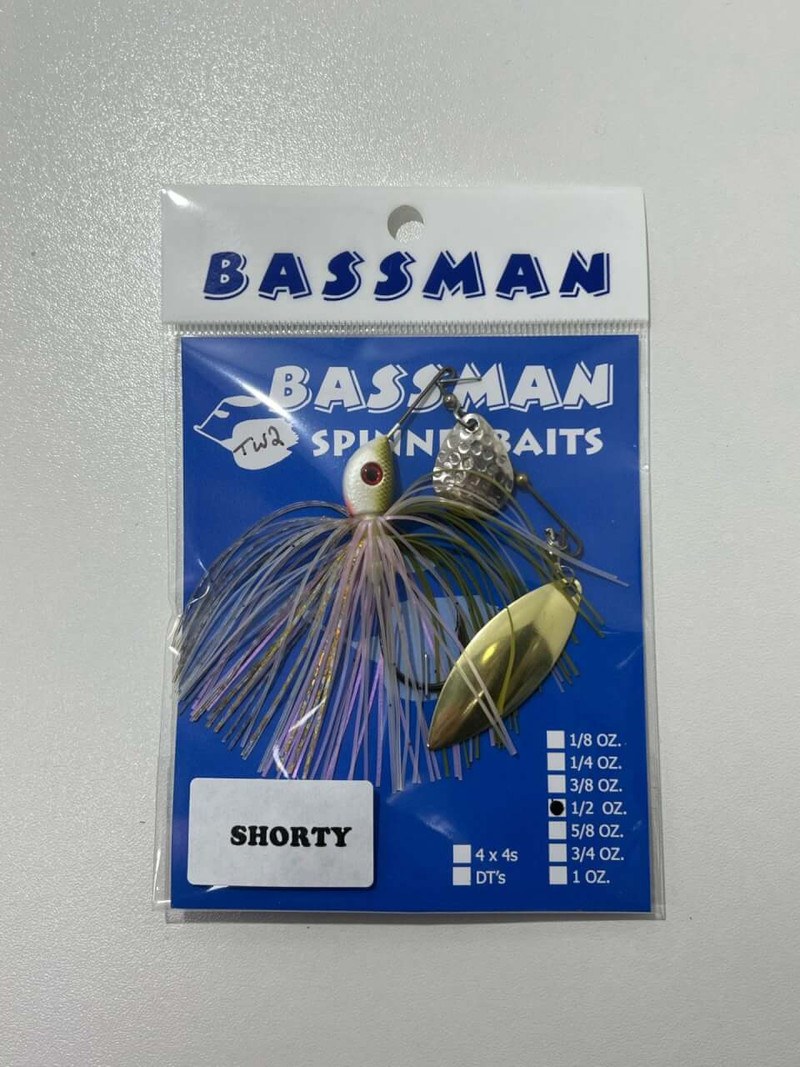 BASSMAN
BASSMAN
SPINNERBAITS
TW2
1/8 OZ.
1/4 OZ.
3/8 OZ.
1/2 OZ.
5/8 OZ.
4 x 4s
3/4 OZ.
DT's
1 OZ.
SHORTY